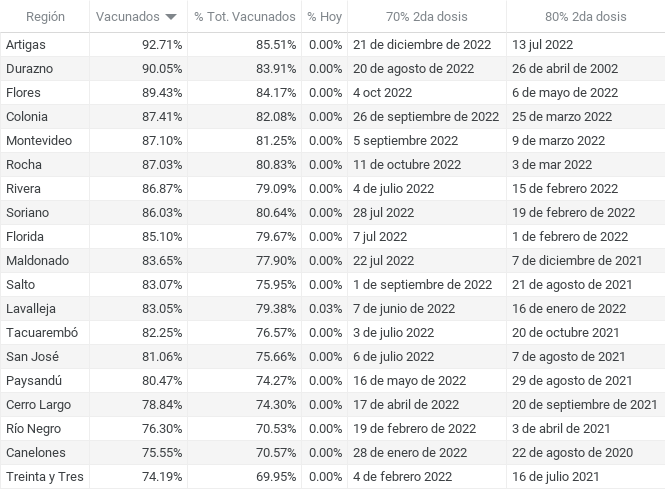 Región Vacunados % Tot. Vacunados % Hoy 70% 2da dosis 80% 2da dosis
Artigas 92.71% 85.51% 0.00% 21 de diciembre de 2022 13 jul 2022
Durazno 90.05% 83.91% 0.00% 20 de agosto de 2022 26 de abril de 2002
Flores 89.43% 84.17% 0.00% 4 oct 2022 6 de mayo de 2022
Colonia 87.41% 82.08% 0.00% 26 de septiembre de 2022 25 de marzo 2022
Montevideo 87.10% 81.25% 0.00% 5 septiembre 2022 9 de marzo 2022
Rocha 87.03% 80.83% 0.00% 11 de octubre 2022 3 de mar 2022
Rivera 86.87% 79.09% 0.00% 4 de julio 2022 15 de febrero 2022
Soriano 86.03% 80.64% 0.00% 28 jul 2022 19 de febrero de 2022
Florida 85.10% 79.67% 0.00% 7 jul 2022 1 de febrero de 2022
Maldonado 83.65% 77.90% 0.00% 22 jul 2022 7 de diciembre de 2021
Salto 83.07% 75.95% 0.00% 1 de septiembre de 2022 21 de agosto de 2021
Lavalleja 83.05% 79.38% 0.03% 7 de junio de 2022 16 de enero de 2022
Tacuarembó 82.25% 76.57% 0.00% 3 de julio 2022 20 de octubre 2021
San José 81.06% 75.66% 0.00% 6 de julio 2022 7 de agosto de 2021
Paysandú 80.47% 74.27% 0.00% 16 de mayo de 2022 29 de agosto de 2021
Cerro Largo 78.84% 74.30% 0.00% 17 de abril de 2022 20 de septiembre de 2021
Río Negro 76.30% 70.53% 0.00% 19 de febrero de 2022 3 de abril de 2021
Canelones 75.55% 70.57% 0.00% 28 de enero de 2022 22 de agosto de 2020
Treinta y Tres 74.19% 69.95% 0.00% 4 de febrero de 2022 16 de julio 2021